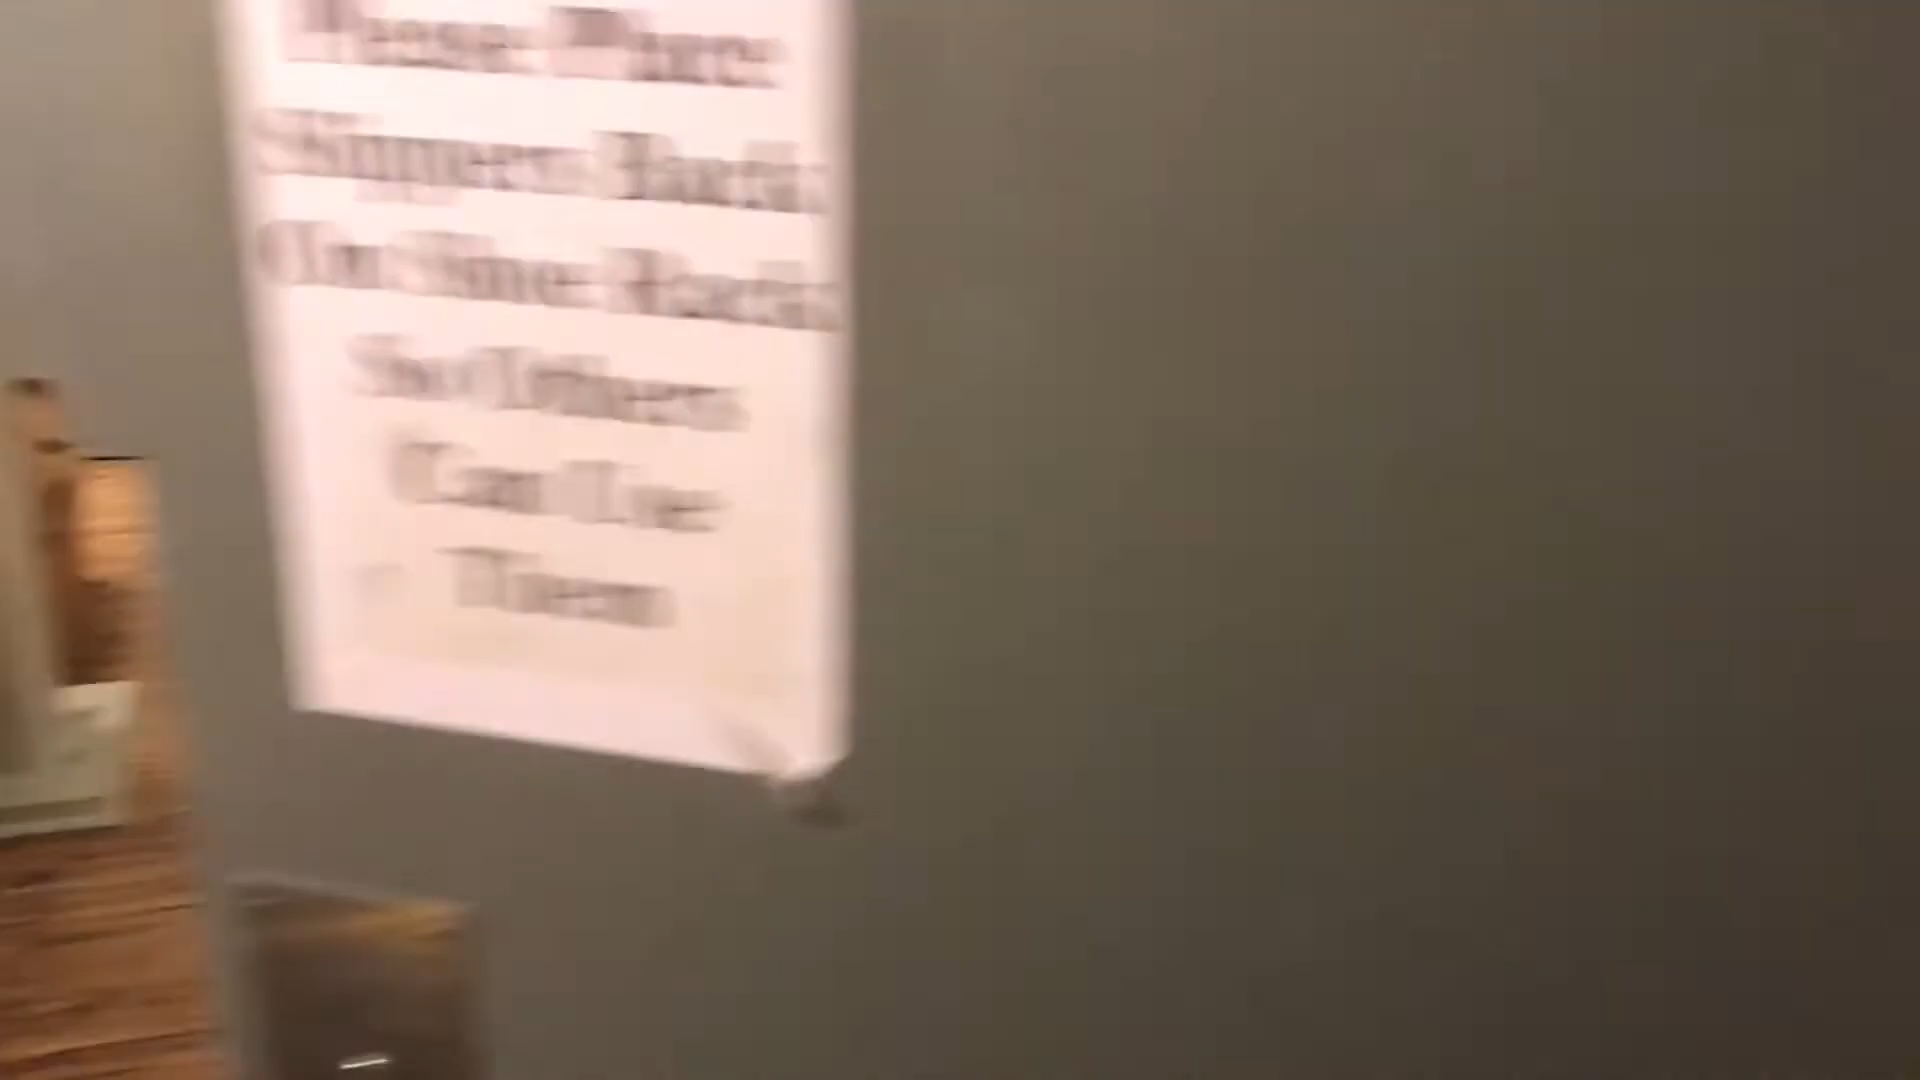 Please Place
Slippers Back
On Shoe Rack
So Others
Can Use
Them